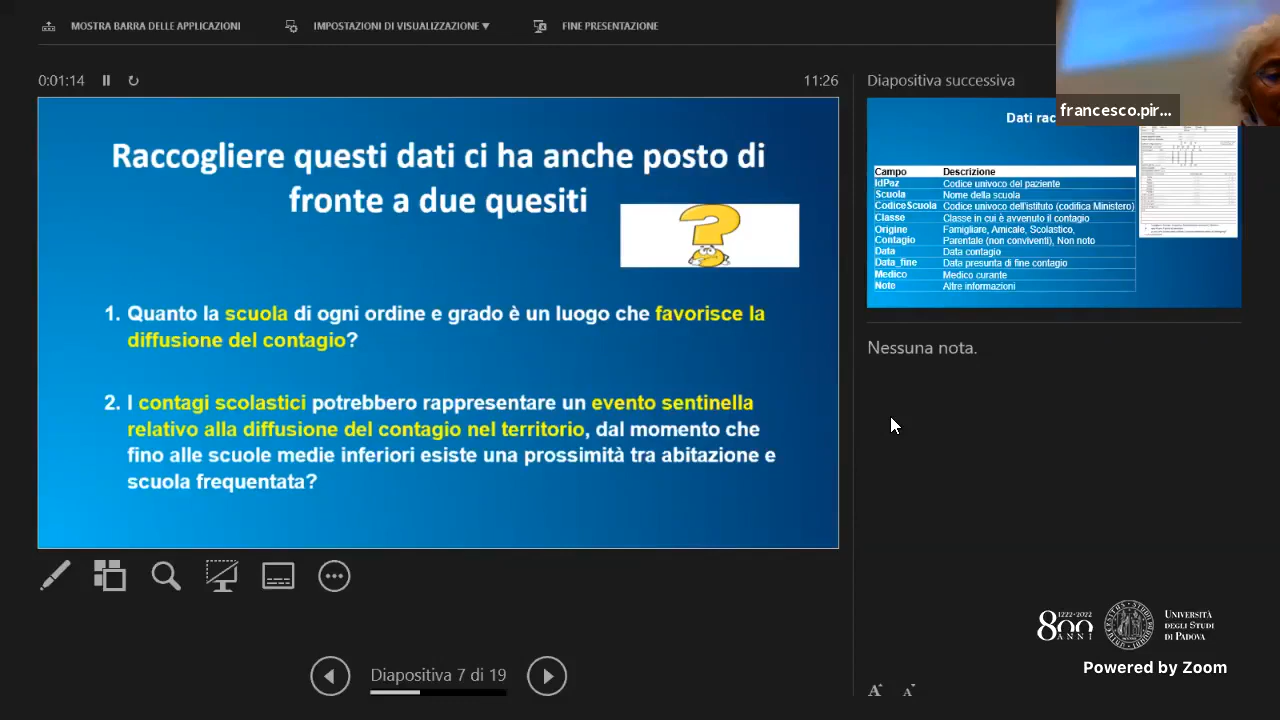 MOSTRA BARRA DELLE APPLICAZIONI
IMPOSTAZIONI DI VISUALIZZAZIONE ▼
FINE PRESENTAZIONE
0:01:14
11:26
Raccogliere questi dati ci ha anche posto di
fronte a due quesiti
1. Quanto la scuola di ogni ordine e grado è un luogo che favorisce la
diffusione del contagio?
2. I contagi scolastici potrebbero rappresentare un evento sentinella
relativo alla diffusione del contagio nel territorio, dal momento che
fino alle scuole medie inferiori esiste una prossimità tra abitazione e
scuola frequentata?
Diapositiva 7 di 19
Diapositiva successiva
francesco.pir...
Dati rac
Campo Descrizione
IdPaz Codice univoco del paziente
Scuola Nome della scuola
CodiceScuola Codice univoco dell'istituto (codifica Ministero)
Classe Classe in cui è avvenuto il contagio
Origine Famigliare, Amicale, Scolastico,
Contagio Parentale (non conviventi), Non noto
Data Data contagio
Data_fine Data presunta di fine contagio
Medico Medico curante
Note Altre informazioni
Nessuna nota.
1222·2022
800
ANNI
UNIVERSITÀ
DEGLI STUDI
DI PADOVA
Powered by Zoom
A A